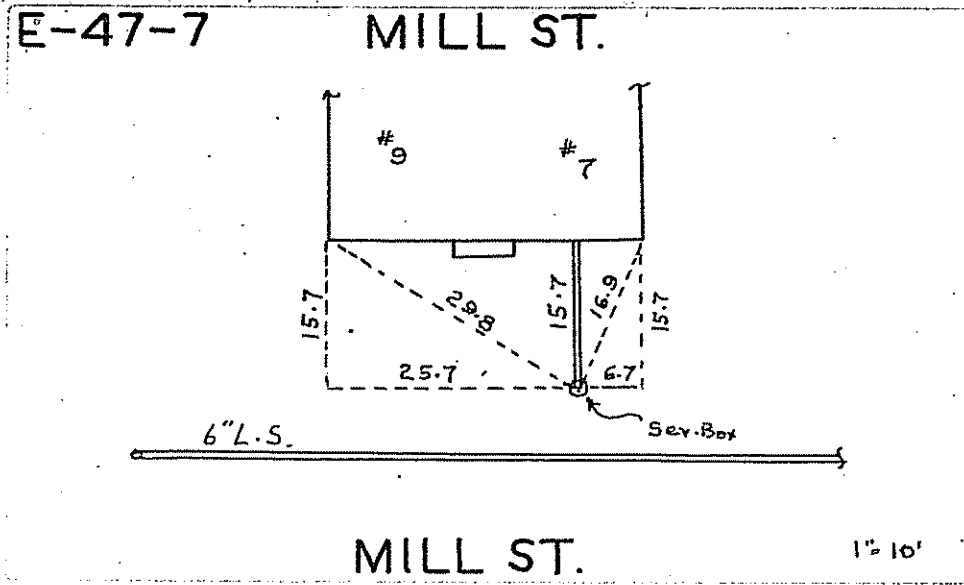 E-47-7 MILL ST.
#9 #7
15.7 29.8 15.7 16.9 15.7
25.7 6.7
Ser.Box
6" L.S.
MILL ST.
1"= 10'